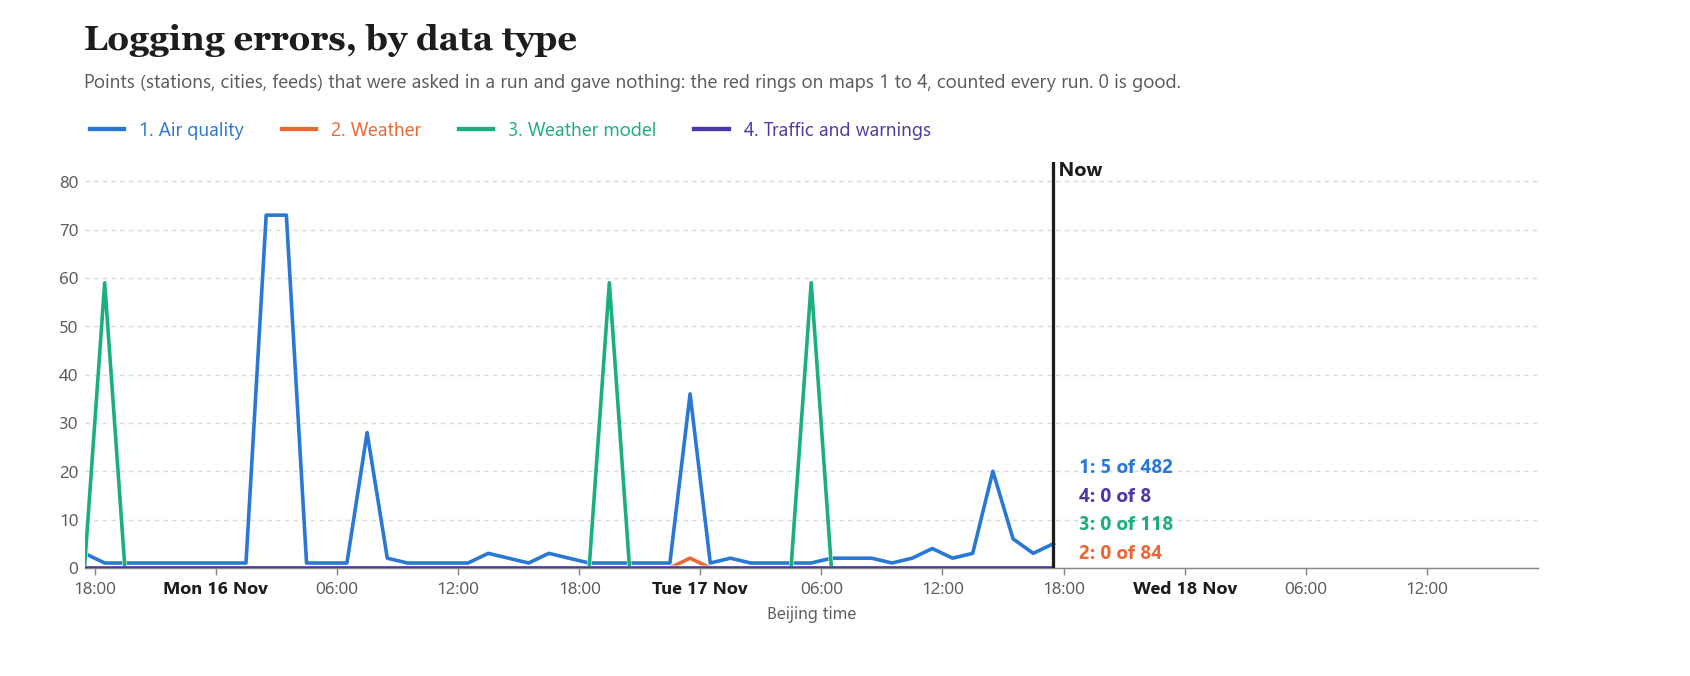 Logging errors, by data type
Points (stations, cities, feeds) that were asked in a run and gave nothing: the red rings on maps 1 to 4, counted every run. 0 is good.
1. Air quality 2. Weather 3. Weather model 4. Traffic and warnings
Now
80
70
60
50
40
30
20
10
0
1: 5 of 482
4: 0 of 8
3: 0 of 118
2: 0 of 84
18:00 Mon 16 Nov 06:00 12:00 18:00 Tue 17 Nov 06:00 12:00 18:00 Wed 18 Nov 06:00 12:00
Beijing time